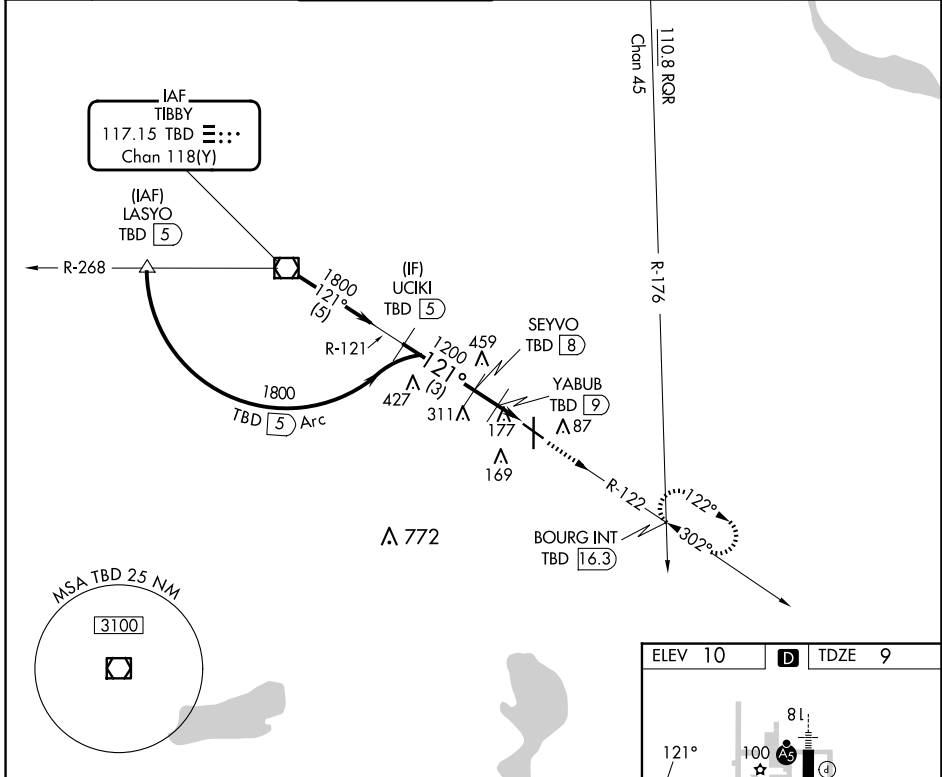 IAF
TIBBY
117.15 TBD
Chan 118(Y)
110.8 RQR
Chan 45
(IAF)
LASYO
TBD 5
R-268
1800
121°
(5)
(IF)
UCIKI
TBD 5
R-121
R-176
SEYVO
TBD 8
1200
121°
(3)
459
YABUB
TBD 9
427
311
177
87
169
1800
TBD 5 Arc
R-122
122°
302°
BOURG INT
TBD 16.3
772
MSA TBD 25 NM
3100
ELEV 10
D
TDZE 9
18L
121°
100
A5
P